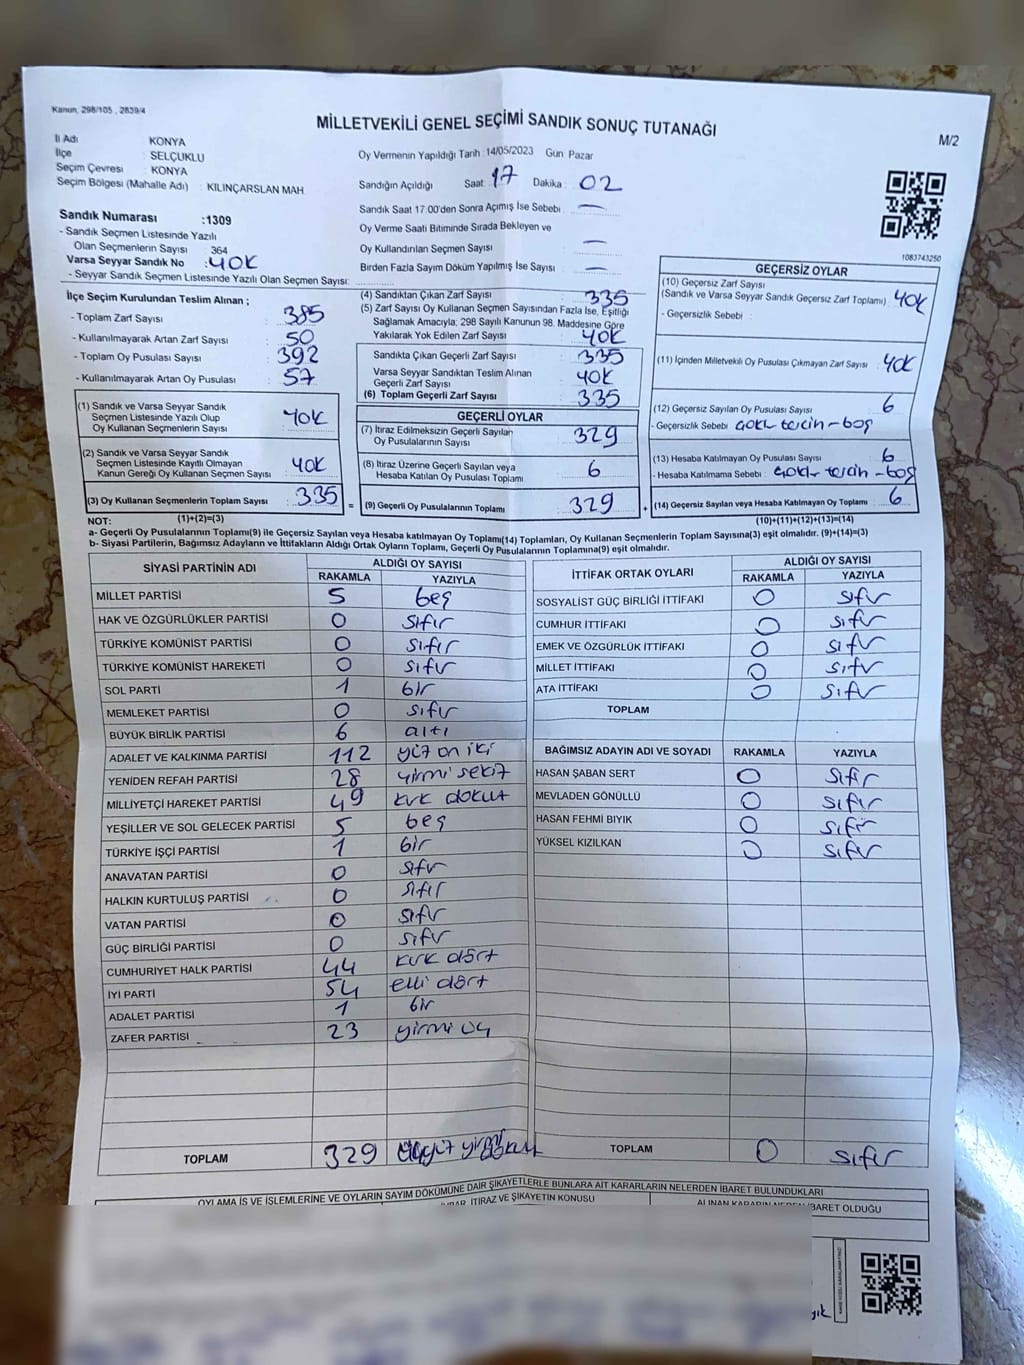 Kanun, 298/105 , 2839/4
MİLLETVEKİLİ GENEL SEÇİMİ SANDIK SONUÇ TUTANAĞI
M/2
İl Adı : KONYA
İlçe : SELÇUKLU
Seçim Çevresi : KONYA
Seçim Bölgesi (Mahalle Adı) : KILINÇARSLAN MAH
Oy Vermenin Yapıldığı Tarih : 14/05/2023 Gün Pazar
Sandığın Açıldığı Saat : 17 Dakika : 02
Sandık Saat 17.00'den Sonra Açımış İse Sebebi : —
Oy Verme Saati Bitiminde Sırada Bekleyen ve
Oy Kullandırılan Seçmen Sayısı : —
Birden Fazla Sayım Döküm Yapılmış İse Sayısı : —
1083743250
Sandık Numarası : 1309
- Sandık Seçmen Listesinde Yazılı
Olan Seçmenlerin Sayısı 364
Varsa Seyyar Sandık No : YOK
- Seyyar Sandık Seçmen Listesinde Yazılı Olan Seçmen Sayısı:
İlçe Seçim Kurulundan Teslim Alınan ;
- Toplam Zarf Sayısı : 385
- Kullanılmayarak Artan Zarf Sayısı : 50
- Toplam Oy Pusulası Sayısı : 392
- Kullanılmayarak Artan Oy Pusulası : 57
(1) Sandık ve Varsa Seyyar Sandık
Seçmen Listesinde Yazılı Olup
Oy Kullanan Seçmenlerin Sayısı : YOK
(2) Sandık ve Varsa Seyyar Sandık
Seçmen Listesinde Kayıtlı Olmayan
Kanun Gereği Oy Kullanan Seçmen Sayısı : YOK
(3) Oy Kullanan Seçmenlerin Toplam Sayısı : 335 =
(1)+(2)=(3)
(4) Sandıktan Çıkan Zarf Sayısı : 335
(5) Zarf Sayısı Oy Kullanan Seçmen Sayısından Fazla İse, Eşitliği
Sağlamak Amacıyla; 298 Sayılı Kanunun 98. Maddesine Göre
Yakılarak Yok Edilen Zarf Sayısı : YOK
Sandıkta Çıkan Geçerli Zarf Sayısı : 335
Varsa Seyyar Sandıktan Teslim Alınan
Geçerli Zarf Sayısı : YOK
(6) Toplam Geçerli Zarf Sayısı : 335
GEÇERLİ OYLAR
(7) İtiraz Edilmeksizin Geçerli Sayılan
Oy Pusulalarının Sayısı : 329
(8) İtiraz Üzerine Geçerli Sayılan veya
Hesaba Katılan Oy Pusulası Toplamı : 6
(9) Geçerli Oy Pusulalarının Toplamı : 329 +
GEÇERSİZ OYLAR
(10) Geçersiz Zarf Sayısı
(Sandık ve Varsa Seyyar Sandık Geçersiz Zarf Toplamı) : YOK
- Geçersizlik Sebebi :
(11) İçinden Milletvekili Oy Pusulası Çıkmayan Zarf Sayısı : YOK
(12) Geçersiz Sayılan Oy Pusulası Sayısı : 6
- Geçersizlik Sebebi çoklu tercih - boş
(13) Hesaba Katılmayan Oy Sayısı : 6
- Hesaba Katılmama Sebebi : çoklu tercih - boş
(14) Geçersiz Sayılan veya Hesaba Katılmayan Oy Toplamı : 6
(10)+(11)+(12)+(13)=(14)
NOT:
a- Geçerli Oy Pusulalarının Toplamı(9) ile Geçersiz Sayılan veya Hesaba katılmayan Oy Toplamı(14) Toplamları, Oy Kullanan Seçmenlerin Toplam Sayısına(3) eşit olmalıdır. (9)+(14)=(3)
b- Siyasi Partilerin, Bağımsız Adayların ve İttifakların Aldığı Ortak Oyların Toplamı, Geçerli Oy Pusulalarının Toplamına(9) eşit olmalıdır.
SİYASİ PARTİNİN ADI ALDIĞI OY SAYISI
RAKAMLA YAZIYLA
MİLLET PARTİSİ 5 beş
HAK VE ÖZGÜRLÜKLER PARTİSİ 0 sıfır
TÜRKİYE KOMÜNİST PARTİSİ 0 sıfır
TÜRKİYE KOMÜNİST HAREKETİ 0 sıfır
SOL PARTİ 1 bir
MEMLEKET PARTİSİ 0 sıfır
BÜYÜK BİRLİK PARTİSİ 6 altı
ADALET VE KALKINMA PARTİSİ 112 yüz on iki
YENİDEN REFAH PARTİSİ 28 yirmi sekiz
MİLLİYETÇİ HAREKET PARTİSİ 49 kırk dokuz
YEŞİLLER VE SOL GELECEK PARTİSİ 5 beş
TÜRKİYE İŞÇİ PARTİSİ 1 bir
ANAVATAN PARTİSİ 0 sıfır
HALKIN KURTULUŞ PARTİSİ 0 sıfır
VATAN PARTİSİ 0 sıfır
GÜÇ BİRLİĞİ PARTİSİ 0 sıfır
CUMHURİYET HALK PARTİSİ 44 kırk dört
İYİ PARTİ 54 elli dört
ADALET PARTİSİ 1 bir
ZAFER PARTİSİ 23 yirmi üç
TOPLAM 329
İTTİFAK ORTAK OYLARI ALDIĞI OY SAYISI
RAKAMLA YAZIYLA
SOSYALİST GÜÇ BİRLİĞİ İTTİFAKI 0 sıfır
CUMHUR İTTİFAKI 0 sıfır
EMEK VE ÖZGÜRLÜK İTTİFAKI 0 sıfır
MİLLET İTTİFAKI 0 sıfır
ATA İTTİFAKI 0 sıfır
TOPLAM
BAĞIMSIZ ADAYIN ADI VE SOYADI RAKAMLA YAZIYLA
HASAN ŞABAN SERT 0 sıfır
MEVLADEN GÖNÜLLÜ 0 sıfır
HASAN FEHMİ BIYIK 0 sıfır
YÜKSEL KIZILKAN 0 sıfır
TOPLAM 0 sıfır
OYLAMA İŞ VE İŞLEMLERİNE VE OYLARIN SAYIM DÖKÜMÜNE DAİR ŞİKAYETLERLE BUNLARA AİT KARARLARIN NELERDEN İBARET BULUNDUKLARI
İTİRAZ VE ŞİKAYETİN KONUSU
ALINAN KARARIN NEDEN İBARET OLDUĞU